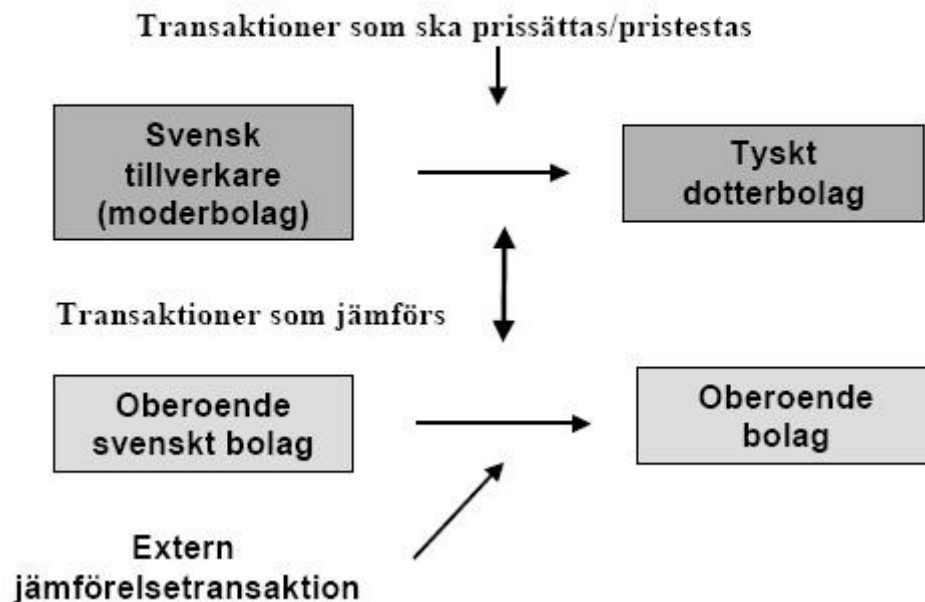 Transaktioner som ska prissättas/pristestas
Svensk
tillverkare
(moderbolag)
Tyskt
dotterbolag
Transaktioner som jämförs
Oberoende
svenskt bolag
Oberoende
bolag
Extern
jämförelsetransaktion